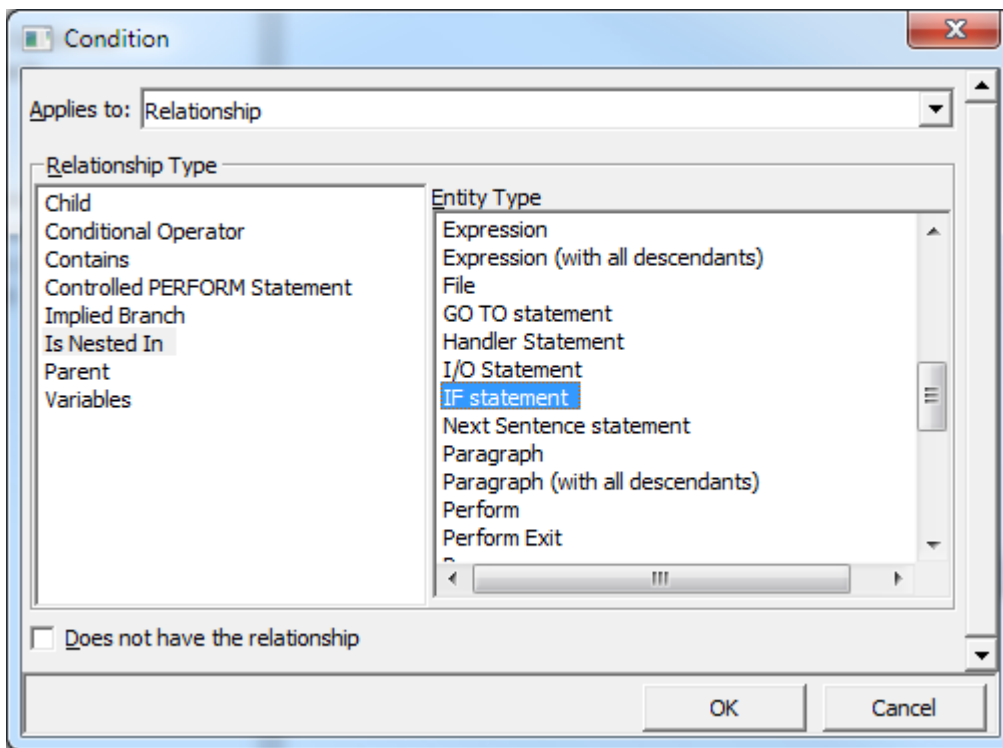 Condition
Applies to: Relationship
Relationship Type
Child
Conditional Operator
Contains
Controlled PERFORM Statement
Implied Branch
Is Nested In
Parent
Variables
Entity Type
Expression
Expression (with all descendants)
File
GO TO statement
Handler Statement
I/O Statement
IF statement
Next Sentence statement
Paragraph
Paragraph (with all descendants)
Perform
Perform Exit
Does not have the relationship
OK Cancel